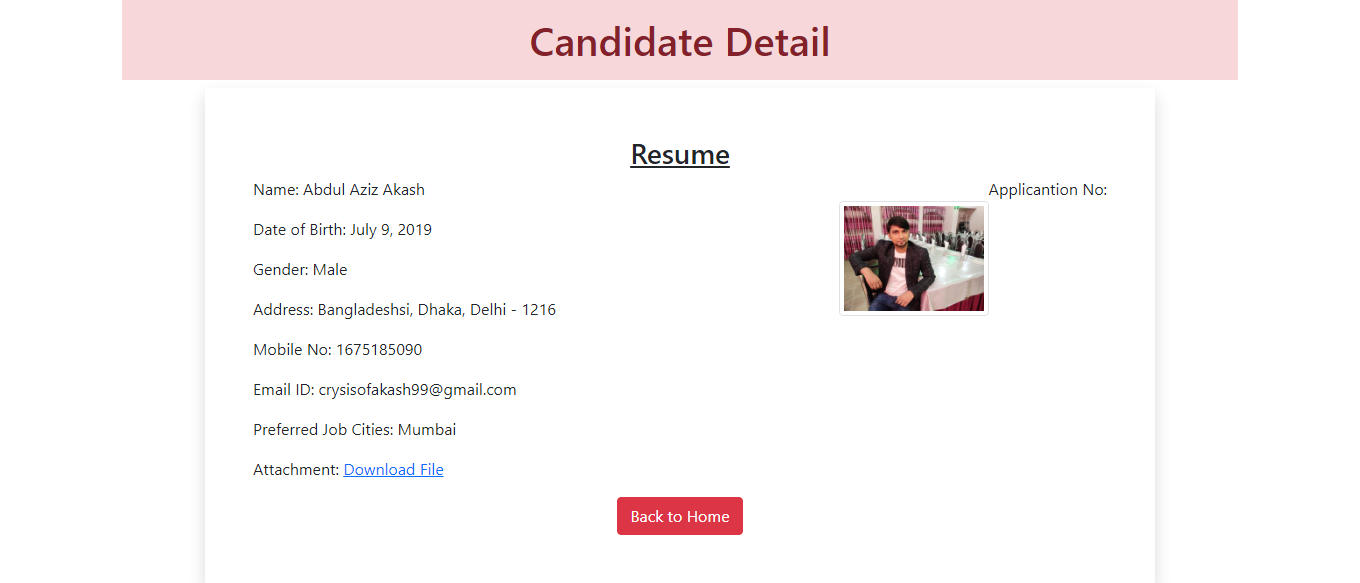 Candidate Detail
Resume
Name: Abdul Aziz Akash
Applicantion No:
Date of Birth: July 9, 2019
Gender: Male
Address: Bangladeshsi, Dhaka, Delhi - 1216
Mobile No: 1675185090
Email ID: crysisofakash99@gmail.com
Preferred Job Cities: Mumbai
Attachment: Download File
Back to Home